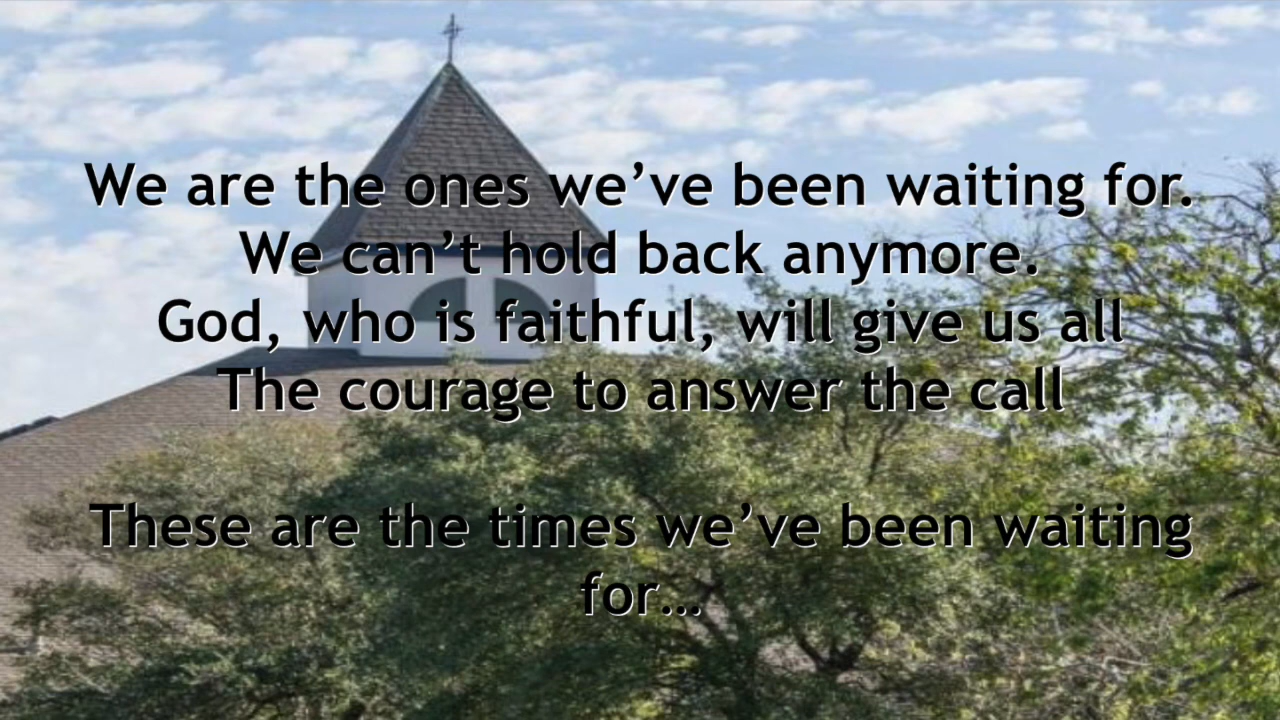 We are the ones we’ve been waiting for.
We can’t hold back anymore.
God, who is faithful, will give us all
The courage to answer the call
These are the times we’ve been waiting
for…